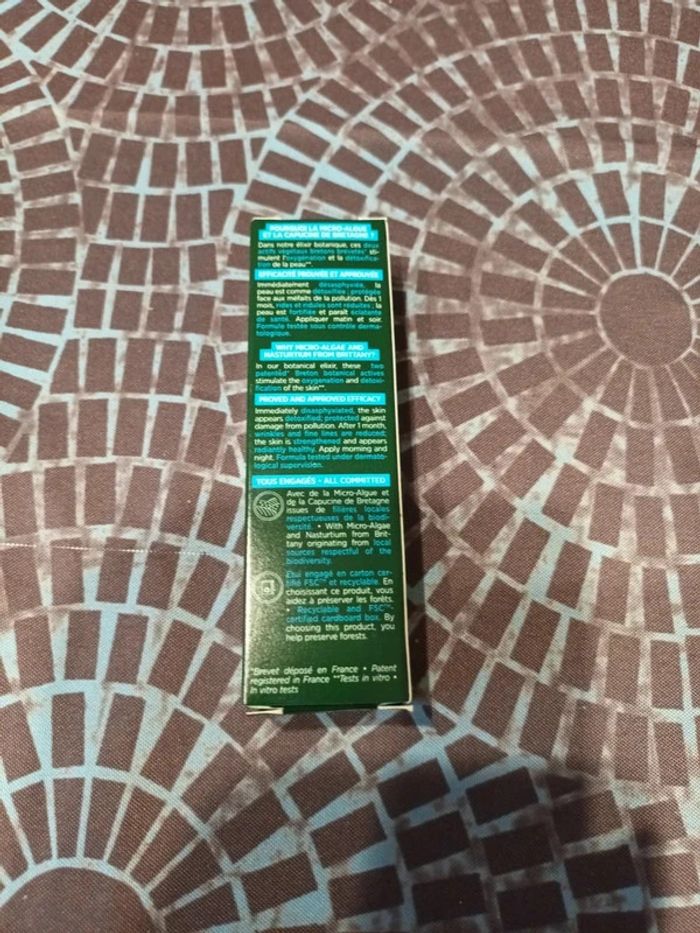 POURQUOI LA MICRO-ALGUE
ET LA CAPUCINE DE BRETAGNE ?
Dans notre élixir botanique, ces deux
actifs végétaux bretons brevetés* sti-
mulent l'oxygénation et la détoxifica-
tion de la peau**.
EFFICACITÉ PROUVÉE ET APPROUVÉE
Immédiatement désasphyxiée, la
peau est comme détoxifiée ; protégée
face aux méfaits de la pollution. Dès 1
mois, rides et ridules sont réduites ; la
peau est fortifiée et paraît éclatante
de santé. Appliquer matin et soir.
Formule testée sous contrôle derma-
tologique.
WHY MICRO-ALGAE AND
NASTURTIUM FROM BRITTANY?
In our botanical elixir, these two
patented* Breton botanical actives
stimulate the oxygenation and detoxi-
fication of the skin**.
PROVED AND APPROVED EFFICACY
Immediately disasphyxiated, the skin
appears detoxified; protected against
damage from pollution. After 1 month,
wrinkles and fine lines are reduced;
the skin is strengthened and appears
radiantly healthy. Apply morning and
night. Formula tested under dermato-
logical supervision.
TOUS ENGAGÉS - ALL COMMITTED
Avec de la Micro-Algue et
de la Capucine de Bretagne
issues de filières locales
respectueuses de la biodi-
versité. • With Micro-Algae
and Nasturtium from Brit-
tany originating from local
sources respectful of the
biodiversity.
Etui engagé en carton cer-
tifié FSC™ et recyclable. En
choisissant ce produit, vous
aidez à préserver les forêts.
• Recyclable and FSC™-
certified cardboard box. By
choosing this product, you
help preserve forests.
*Brevet déposé en France • Patent
registered in France **Tests in vitro •
In vitro tests